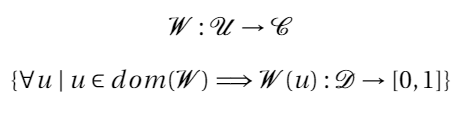 𝒲 : 𝒰 → 𝒞
{∀u | u ∈ dom(𝒲) ⟹ 𝒲(u) : 𝒟 → [0, 1]}